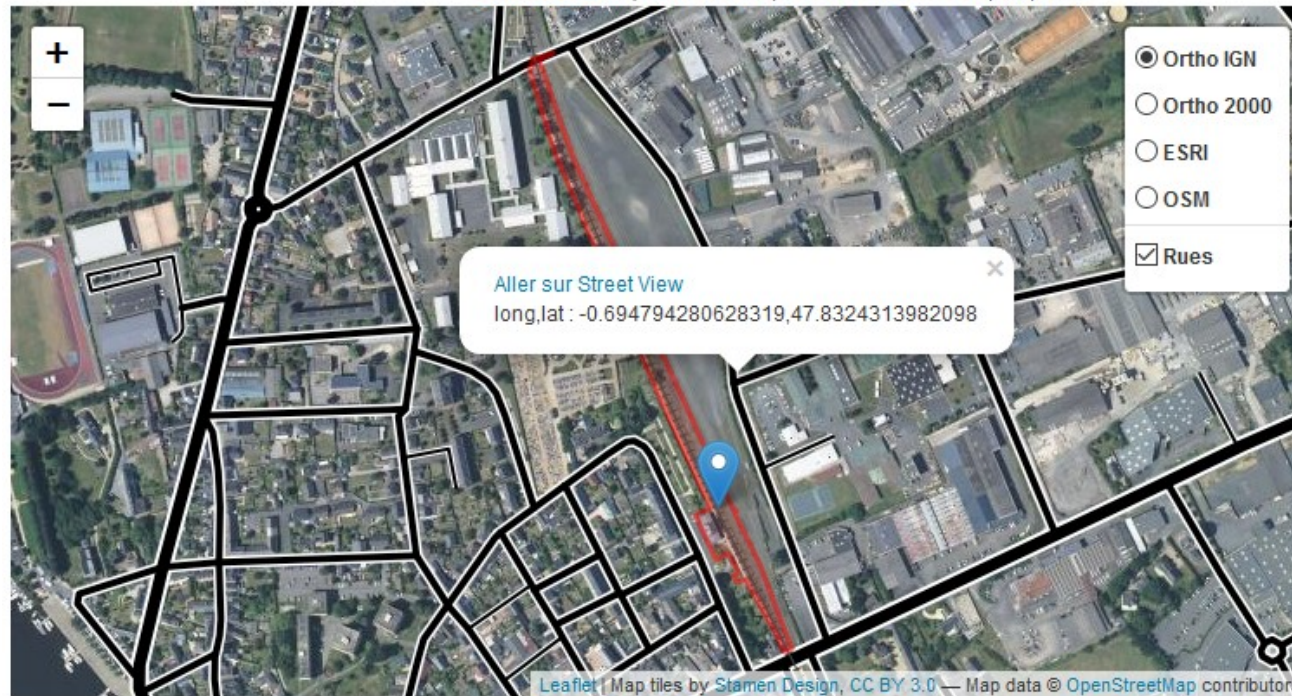 +
−
Ortho IGN
Ortho 2000
ESRI
OSM
Rues
×
Aller sur Street View
long,lat : -0.694794280628319,47.8324313982098
Leaflet | Map tiles by Stamen Design, CC BY 3.0 — Map data © OpenStreetMap contributor